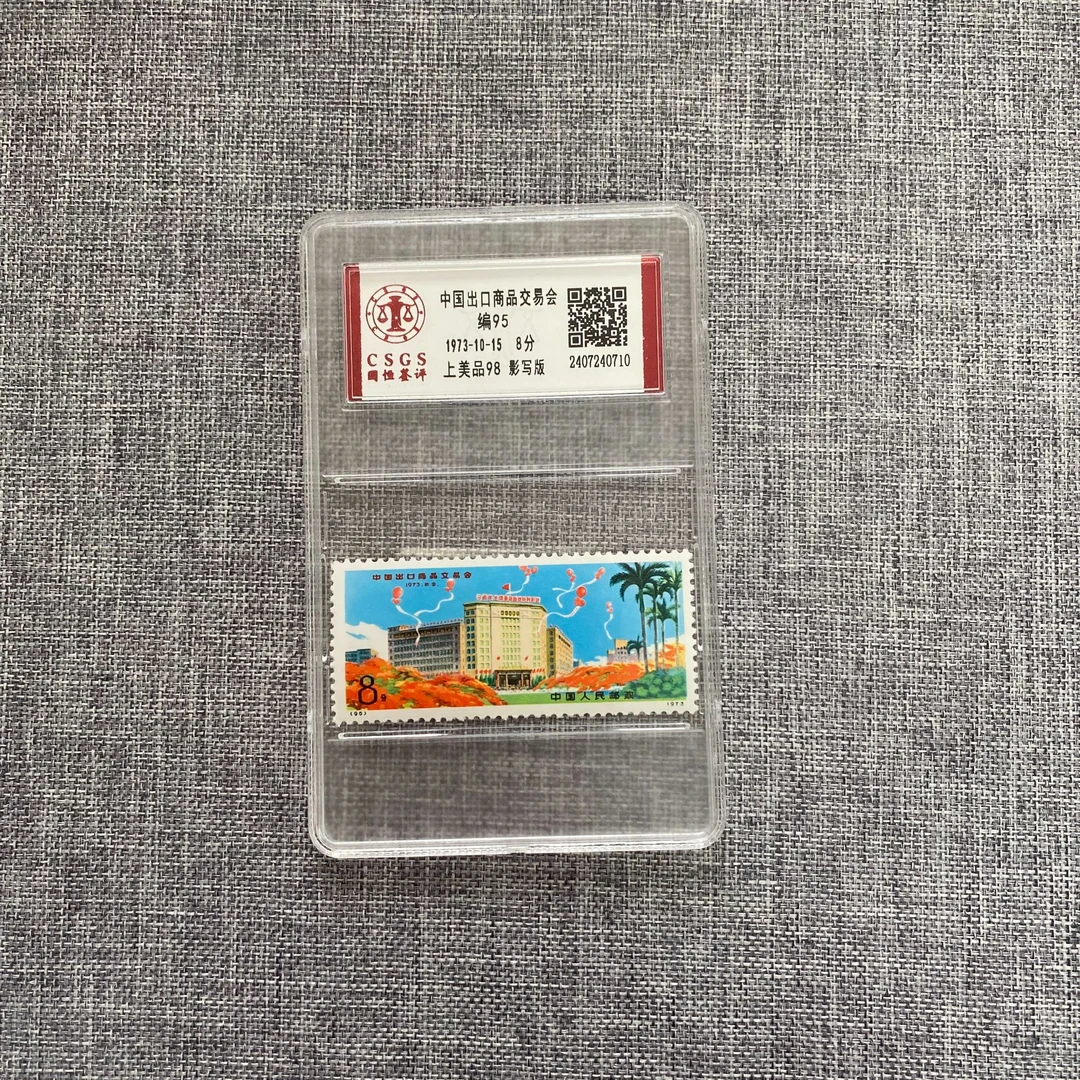 CSGS
国恒鉴评
中国出口商品交易会
编95
1973-10-15 8分
上美品98 影写版
2407240710
中国出口商品交易会
8分
中国人民邮政
1973